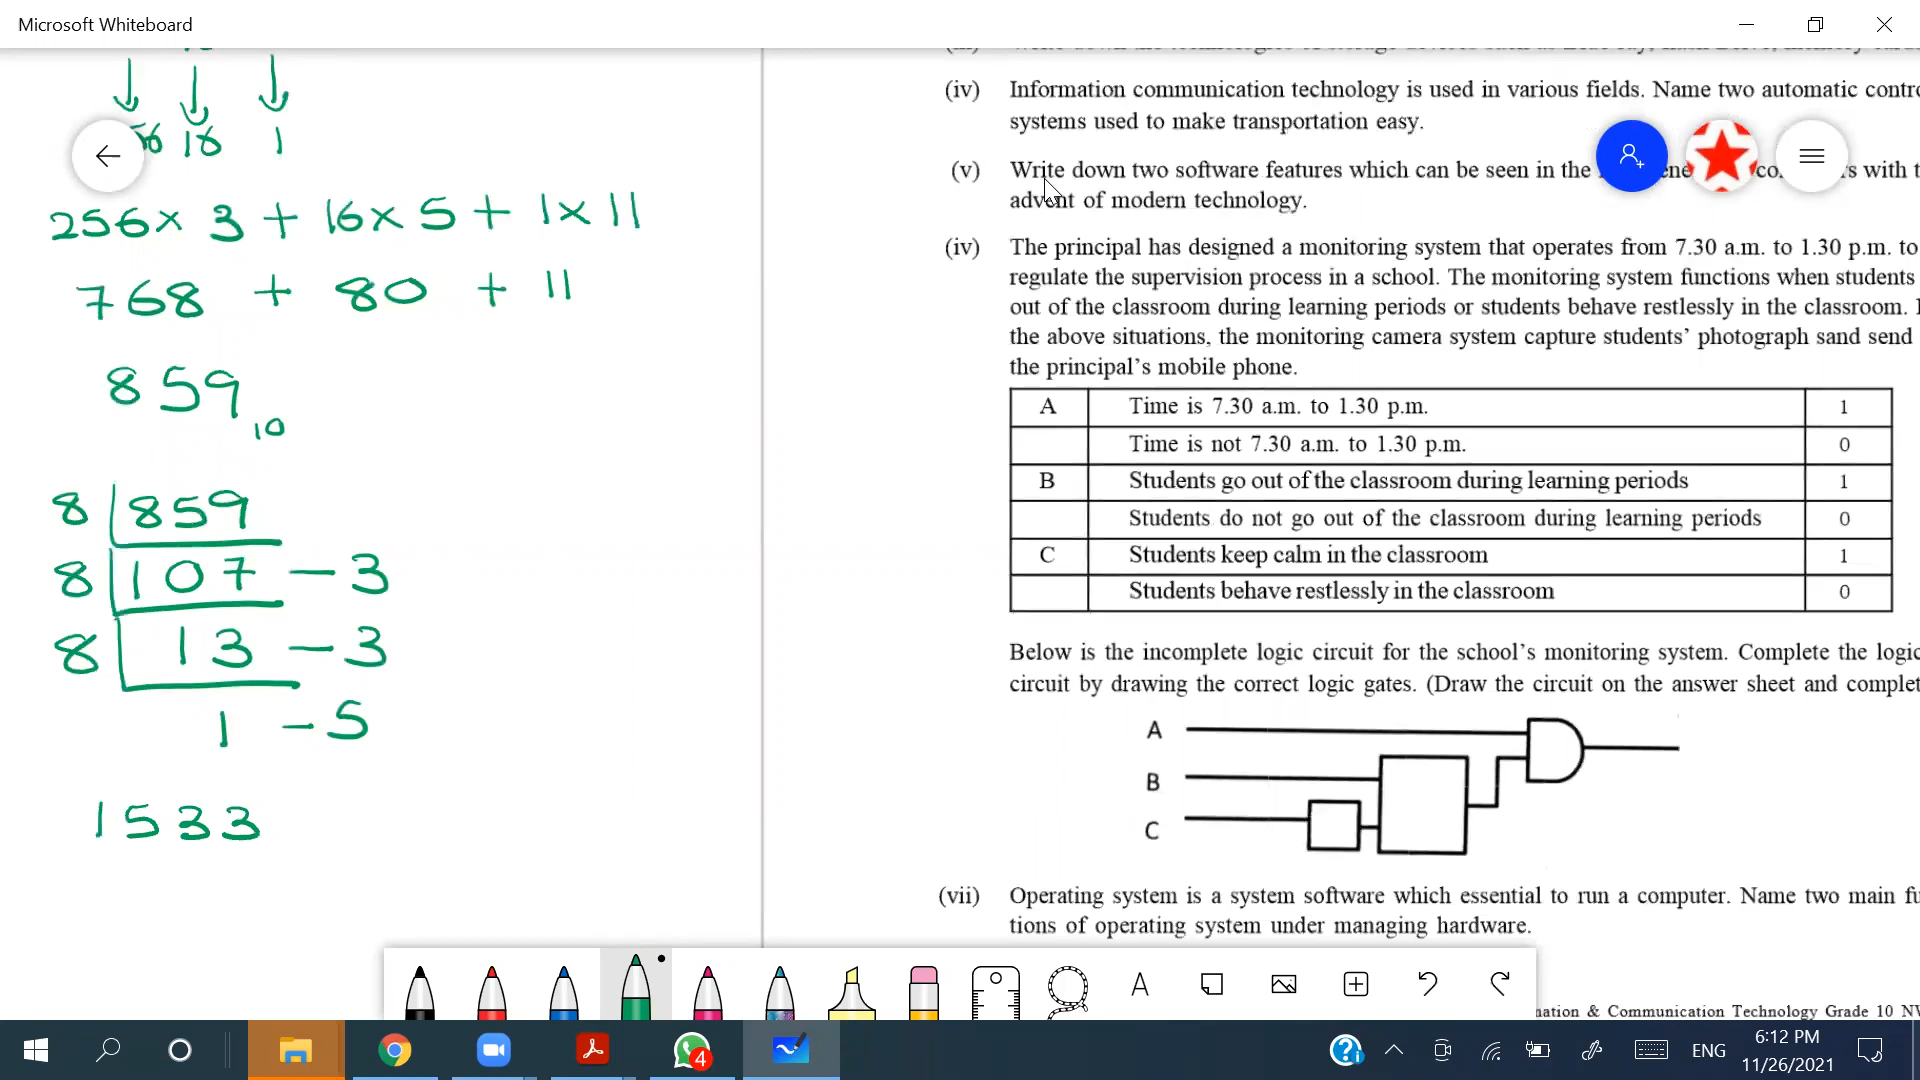 Microsoft Whiteboard
16 1
256 × 3 + 16 × 5 + 1 × 11
768 + 80 + 11
859
10
8 859
8 107 – 3
8 13 – 3
1 – 5
1533
(iv) Information communication technology is used in various fields. Name two automatic contro
systems used to make transportation easy.
(v) Write down two software features which can be seen in the
with t
advent of modern technology.
(iv) The principal has designed a monitoring system that operates from 7.30 a.m. to 1.30 p.m. to
regulate the supervision process in a school. The monitoring system functions when students
out of the classroom during learning periods or students behave restlessly in the classroom. I
the above situations, the monitoring camera system capture students’ photograph sand send
the principal’s mobile phone.
A Time is 7.30 a.m. to 1.30 p.m. 1
Time is not 7.30 a.m. to 1.30 p.m. 0
B Students go out of the classroom during learning periods 1
Students do not go out of the classroom during learning periods 0
C Students keep calm in the classroom 1
Students behave restlessly in the classroom 0
Below is the incomplete logic circuit for the school’s monitoring system. Complete the logic
circuit by drawing the correct logic gates. (Draw the circuit on the answer sheet and complet
A
B
C
(vii) Operating system is a system software which essential to run a computer. Name two main fu
tions of operating system under managing hardware.
A
nation & Communication Technology Grade 10 NW
4
ENG
6:12 PM
11/26/2021